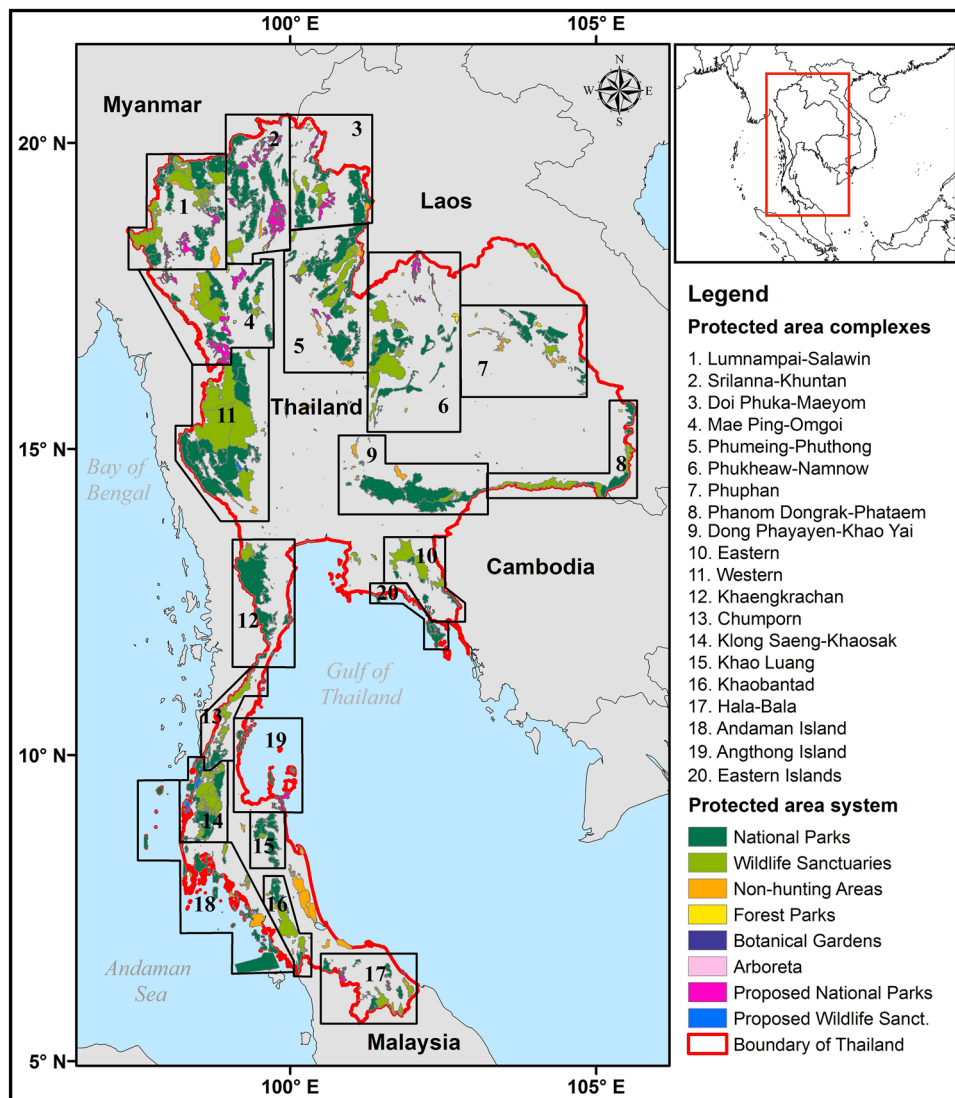 100° E
105° E
Myanmar
N
W
E
S
20° N
2
3
1
Laos
4
5
7
Thailand
6
11
15° N
9
8
Bay of
Bengal
10
Cambodia
20
12
Gulf of
Thailand
13
19
10° N
14
15
18
16
Andaman
Sea
17
Malaysia
5° N
100° E
105° E
Legend
Protected area complexes
1. Lumnampai-Salawin
2. Srilanna-Khuntan
3. Doi Phuka-Maeyom
4. Mae Ping-Omgoi
5. Phumeing-Phuthong
6. Phukheaw-Namnow
7. Phuphan
8. Phanom Dongrak-Phataem
9. Dong Phayayen-Khao Yai
10. Eastern
11. Western
12. Khaengkrachan
13. Chumporn
14. Klong Saeng-Khaosak
15. Khao Luang
16. Khaobantad
17. Hala-Bala
18. Andaman Island
19. Angthong Island
20. Eastern Islands
Protected area system
National Parks
Wildlife Sanctuaries
Non-hunting Areas
Forest Parks
Botanical Gardens
Arboreta
Proposed National Parks
Proposed Wildlife Sanct.
Boundary of Thailand